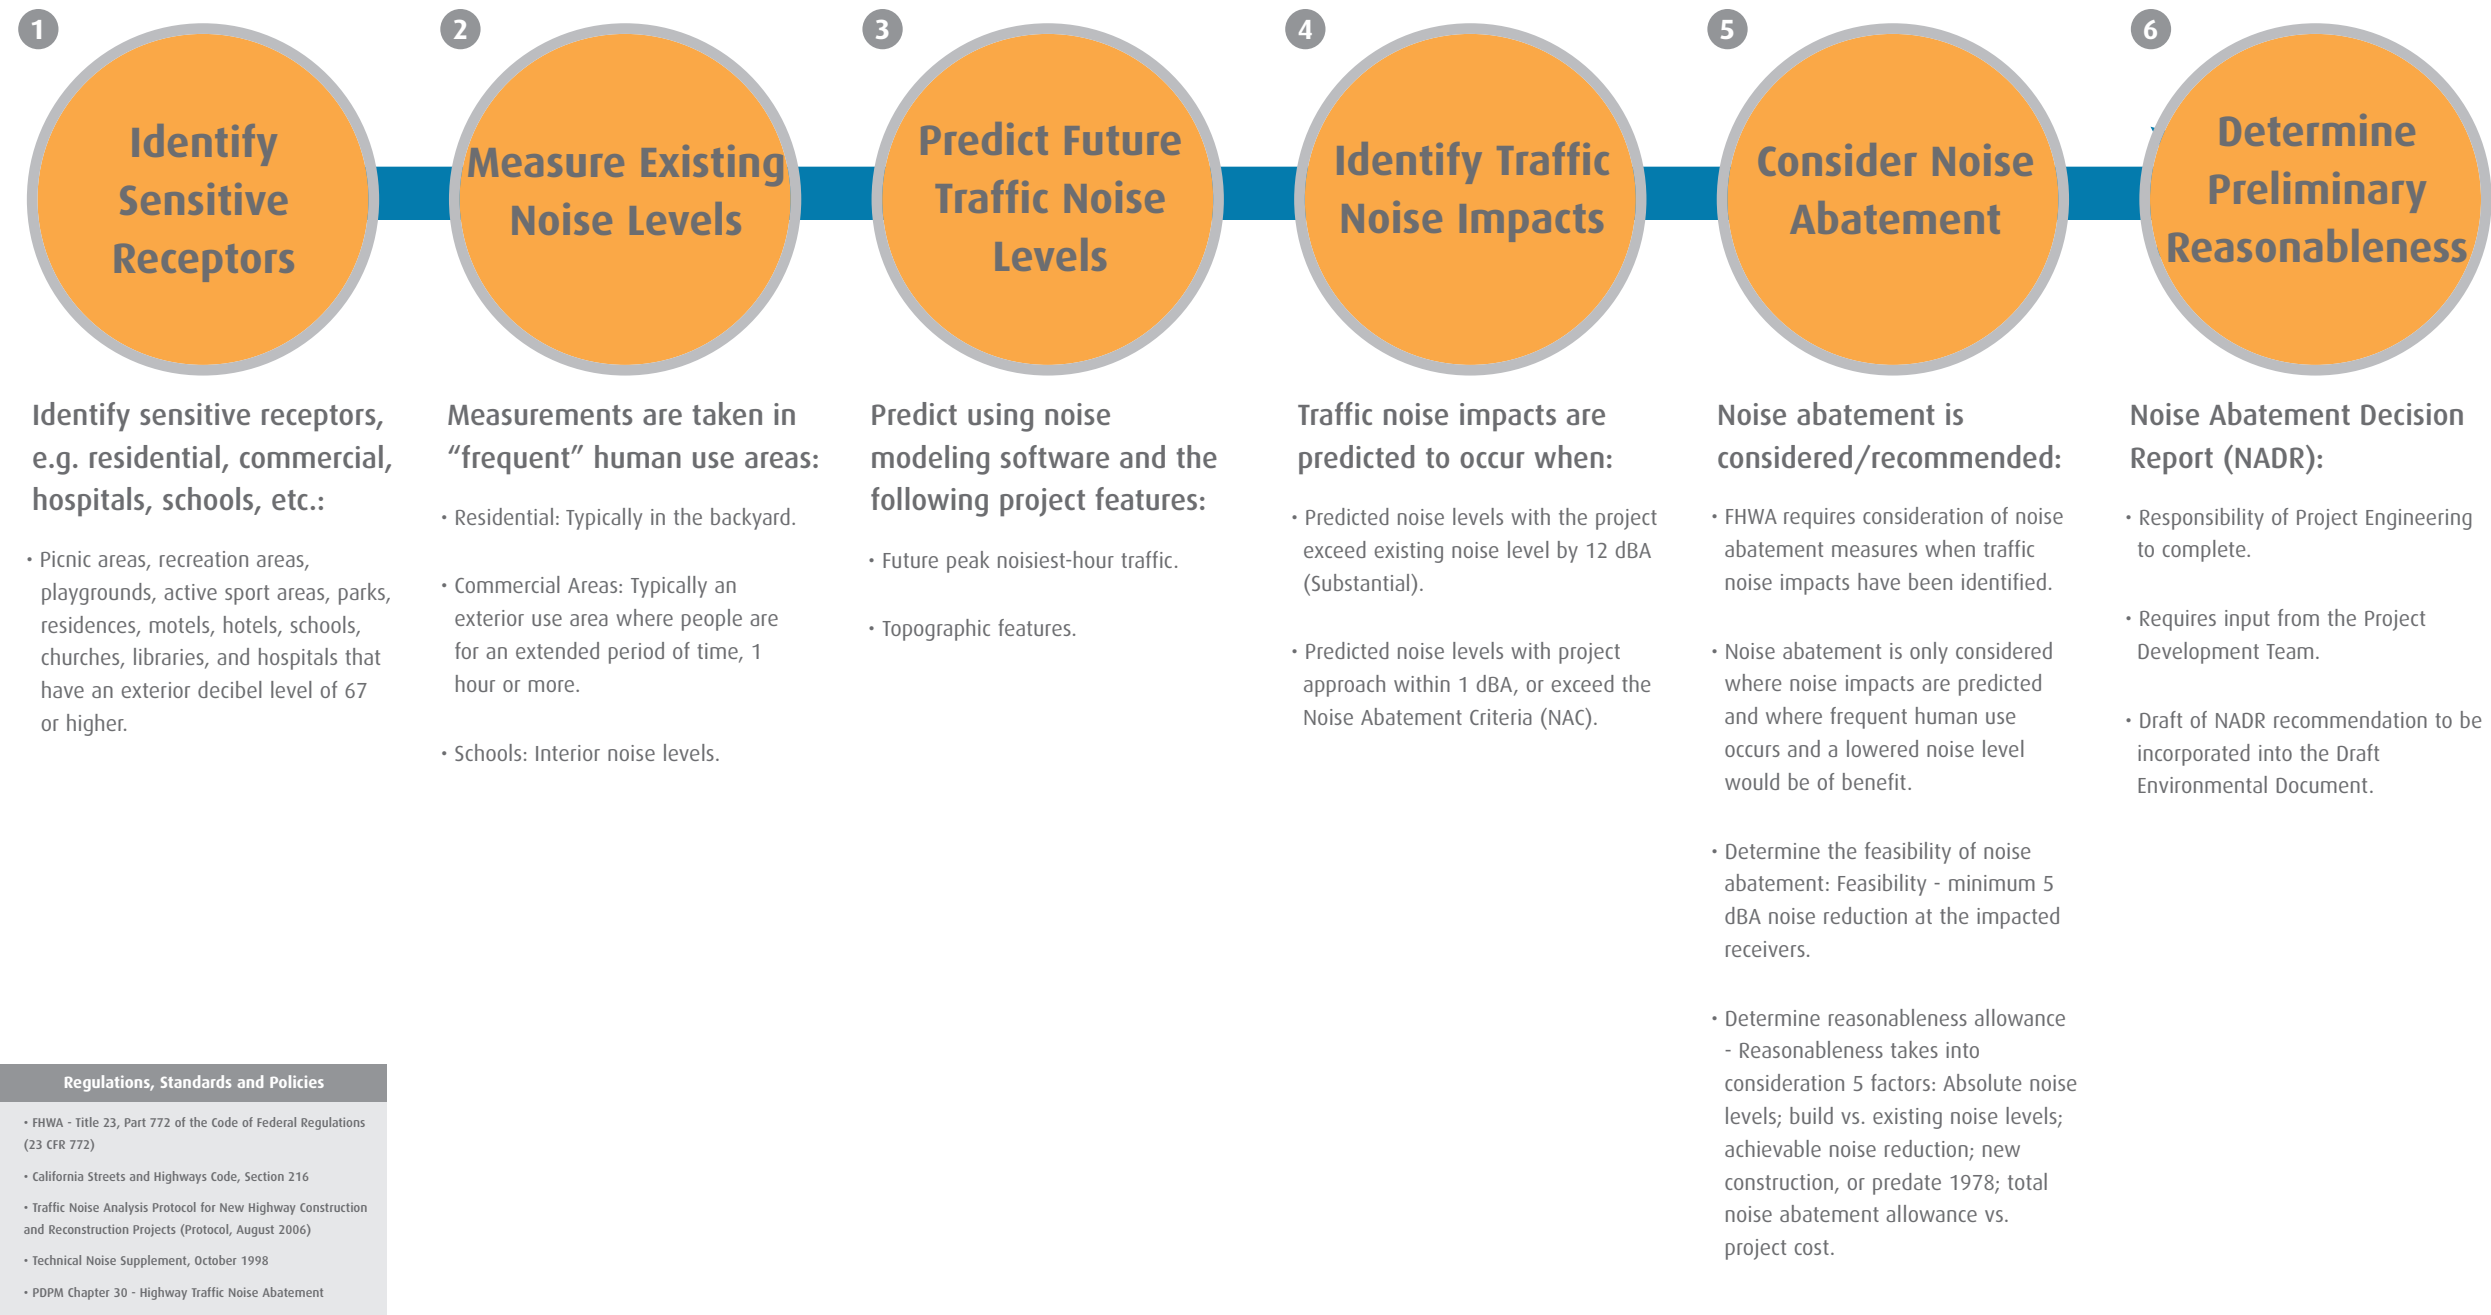 1
Identify
Sensitive
Receptors
Identify sensitive receptors,
e.g. residential, commercial,
hospitals, schools, etc.:
• Picnic areas, recreation areas,
playgrounds, active sport areas, parks,
residences, motels, hotels, schools,
churches, libraries, and hospitals that
have an exterior decibel level of 67
or higher.
2
Measure Existing
Noise Levels
Measurements are taken in
“frequent” human use areas:
• Residential: Typically in the backyard.
• Commercial Areas: Typically an
exterior use area where people are
for an extended period of time, 1
hour or more.
• Schools: Interior noise levels.
3
Predict Future
Traffic Noise
Levels
Predict using noise
modeling software and the
following project features:
• Future peak noisiest-hour traffic.
• Topographic features.
4
Identify Traffic
Noise Impacts
Traffic noise impacts are
predicted to occur when:
• Predicted noise levels with the project
exceed existing noise level by 12 dBA
(Substantial).
• Predicted noise levels with project
approach within 1 dBA, or exceed the
Noise Abatement Criteria (NAC).
5
Consider Noise
Abatement
Noise abatement is
considered/recommended:
• FHWA requires consideration of noise
abatement measures when traffic
noise impacts have been identified.
• Noise abatement is only considered
where noise impacts are predicted
and where frequent human use
occurs and a lowered noise level
would be of benefit.
• Determine the feasibility of noise
abatement: Feasibility - minimum 5
dBA noise reduction at the impacted
receivers.
• Determine reasonableness allowance
- Reasonableness takes into
consideration 5 factors: Absolute noise
levels; build vs. existing noise levels;
achievable noise reduction; new
construction, or predate 1978; total
noise abatement allowance vs.
project cost.
6
Determine
Preliminary
Reasonableness
Noise Abatement Decision
Report (NADR):
• Responsibility of Project Engineering
to complete.
• Requires input from the Project
Development Team.
• Draft of NADR recommendation to be
incorporated into the Draft
Environmental Document.
Regulations, Standards and Policies
• FHWA - Title 23, Part 772 of the Code of Federal Regulations
(23 CFR 772)
• California Streets and Highways Code, Section 216
• Traffic Noise Analysis Protocol for New Highway Construction
and Reconstruction Projects (Protocol, August 2006)
• Technical Noise Supplement, October 1998
• PDPM Chapter 30 - Highway Traffic Noise Abatement